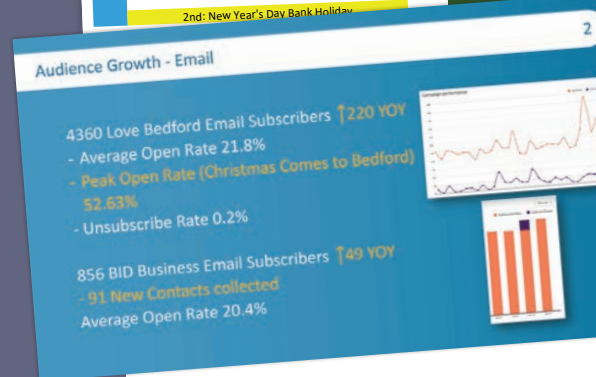 2nd: New Year's Day Bank Holiday
2
Audience Growth - Email
4360 Love Bedford Email Subscribers ↑220 YOY
- Average Open Rate 21.8%
- Peak Open Rate (Christmas Comes to Bedford)
52.63%
- Unsubscribe Rate 0.2%
856 BID Business Email Subscribers ↑49 YOY
- 91 New Contacts collected
Average Open Rate 20.4%